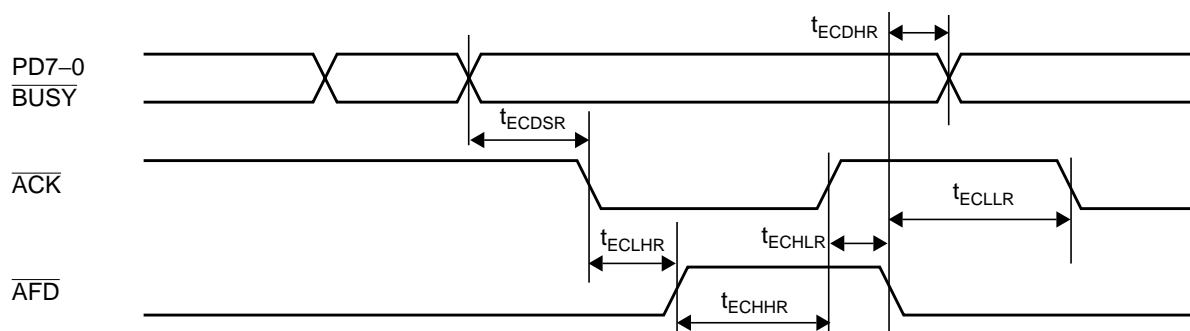 tECDHR
PD7–0
BUSY
tECDSR
ACK
tECLLR
tECLHR
tECHLR
AFD
tECHHR